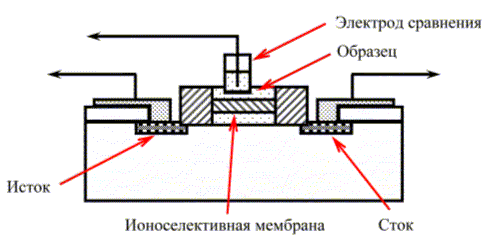 Электрод сравнения
Образец
Исток
Ионоселективная мембрана
Сток